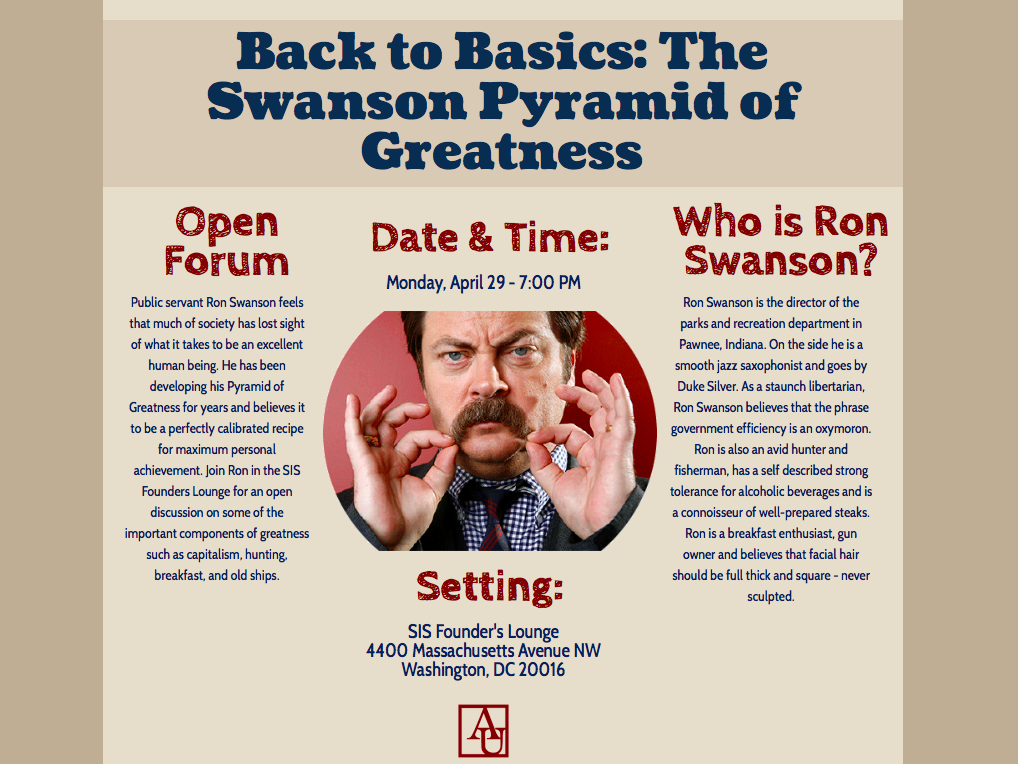 Back to Basics: The
Swanson Pyramid of
Greatness
Open
Forum
Public servant Ron Swanson feels
that much of society has lost sight
of what it takes to be an excellent
human being. He has been
developing his Pyramid of
Greatness for years and believes it
to be a perfectly calibrated recipe
for maximum personal
achievement. Join Ron in the SIS
Founders Lounge for an open
discussion on some of the
important components of greatness
such as capitalism, hunting,
breakfast, and old ships.
Date & Time:
Monday, April 29 - 7:00 PM
Setting:
SIS Founder's Lounge
4400 Massachusetts Avenue NW
Washington, DC 20016
AU
Who is Ron
Swanson?
Ron Swanson is the director of the
parks and recreation department in
Pawnee, Indiana. On the side he is a
smooth jazz saxophonist and goes by
Duke Silver. As a staunch libertarian,
Ron Swanson believes that the phrase
government efficiency is an oxymoron.
Ron is also an avid hunter and
fisherman, has a self described strong
tolerance for alcoholic beverages and is
a connoisseur of well-prepared steaks.
Ron is a breakfast enthusiast, gun
owner and believes that facial hair
should be full thick and square - never
sculpted.